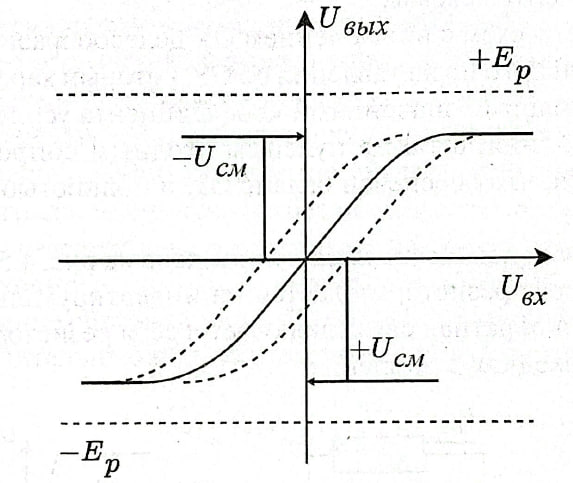 U вых
+E р
−U см
U вх
+U см
−E р